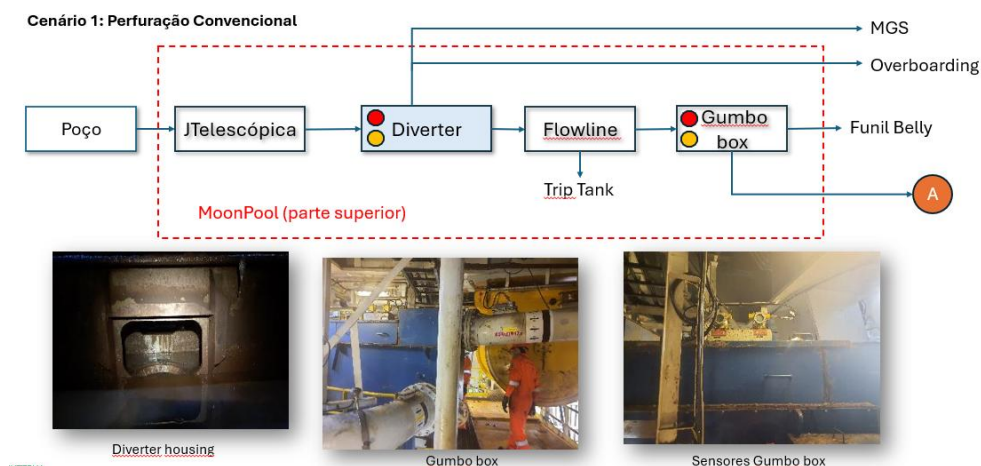 Cenário 1: Perfuração Convencional
MGS
Overboarding
Poço
JTelescópica
Diverter
Flowline
Gumbo
box
Funil Belly
Trip Tank
A
MoonPool (parte superior)
Diverter housing
Gumbo box
Sensores Gumbo box